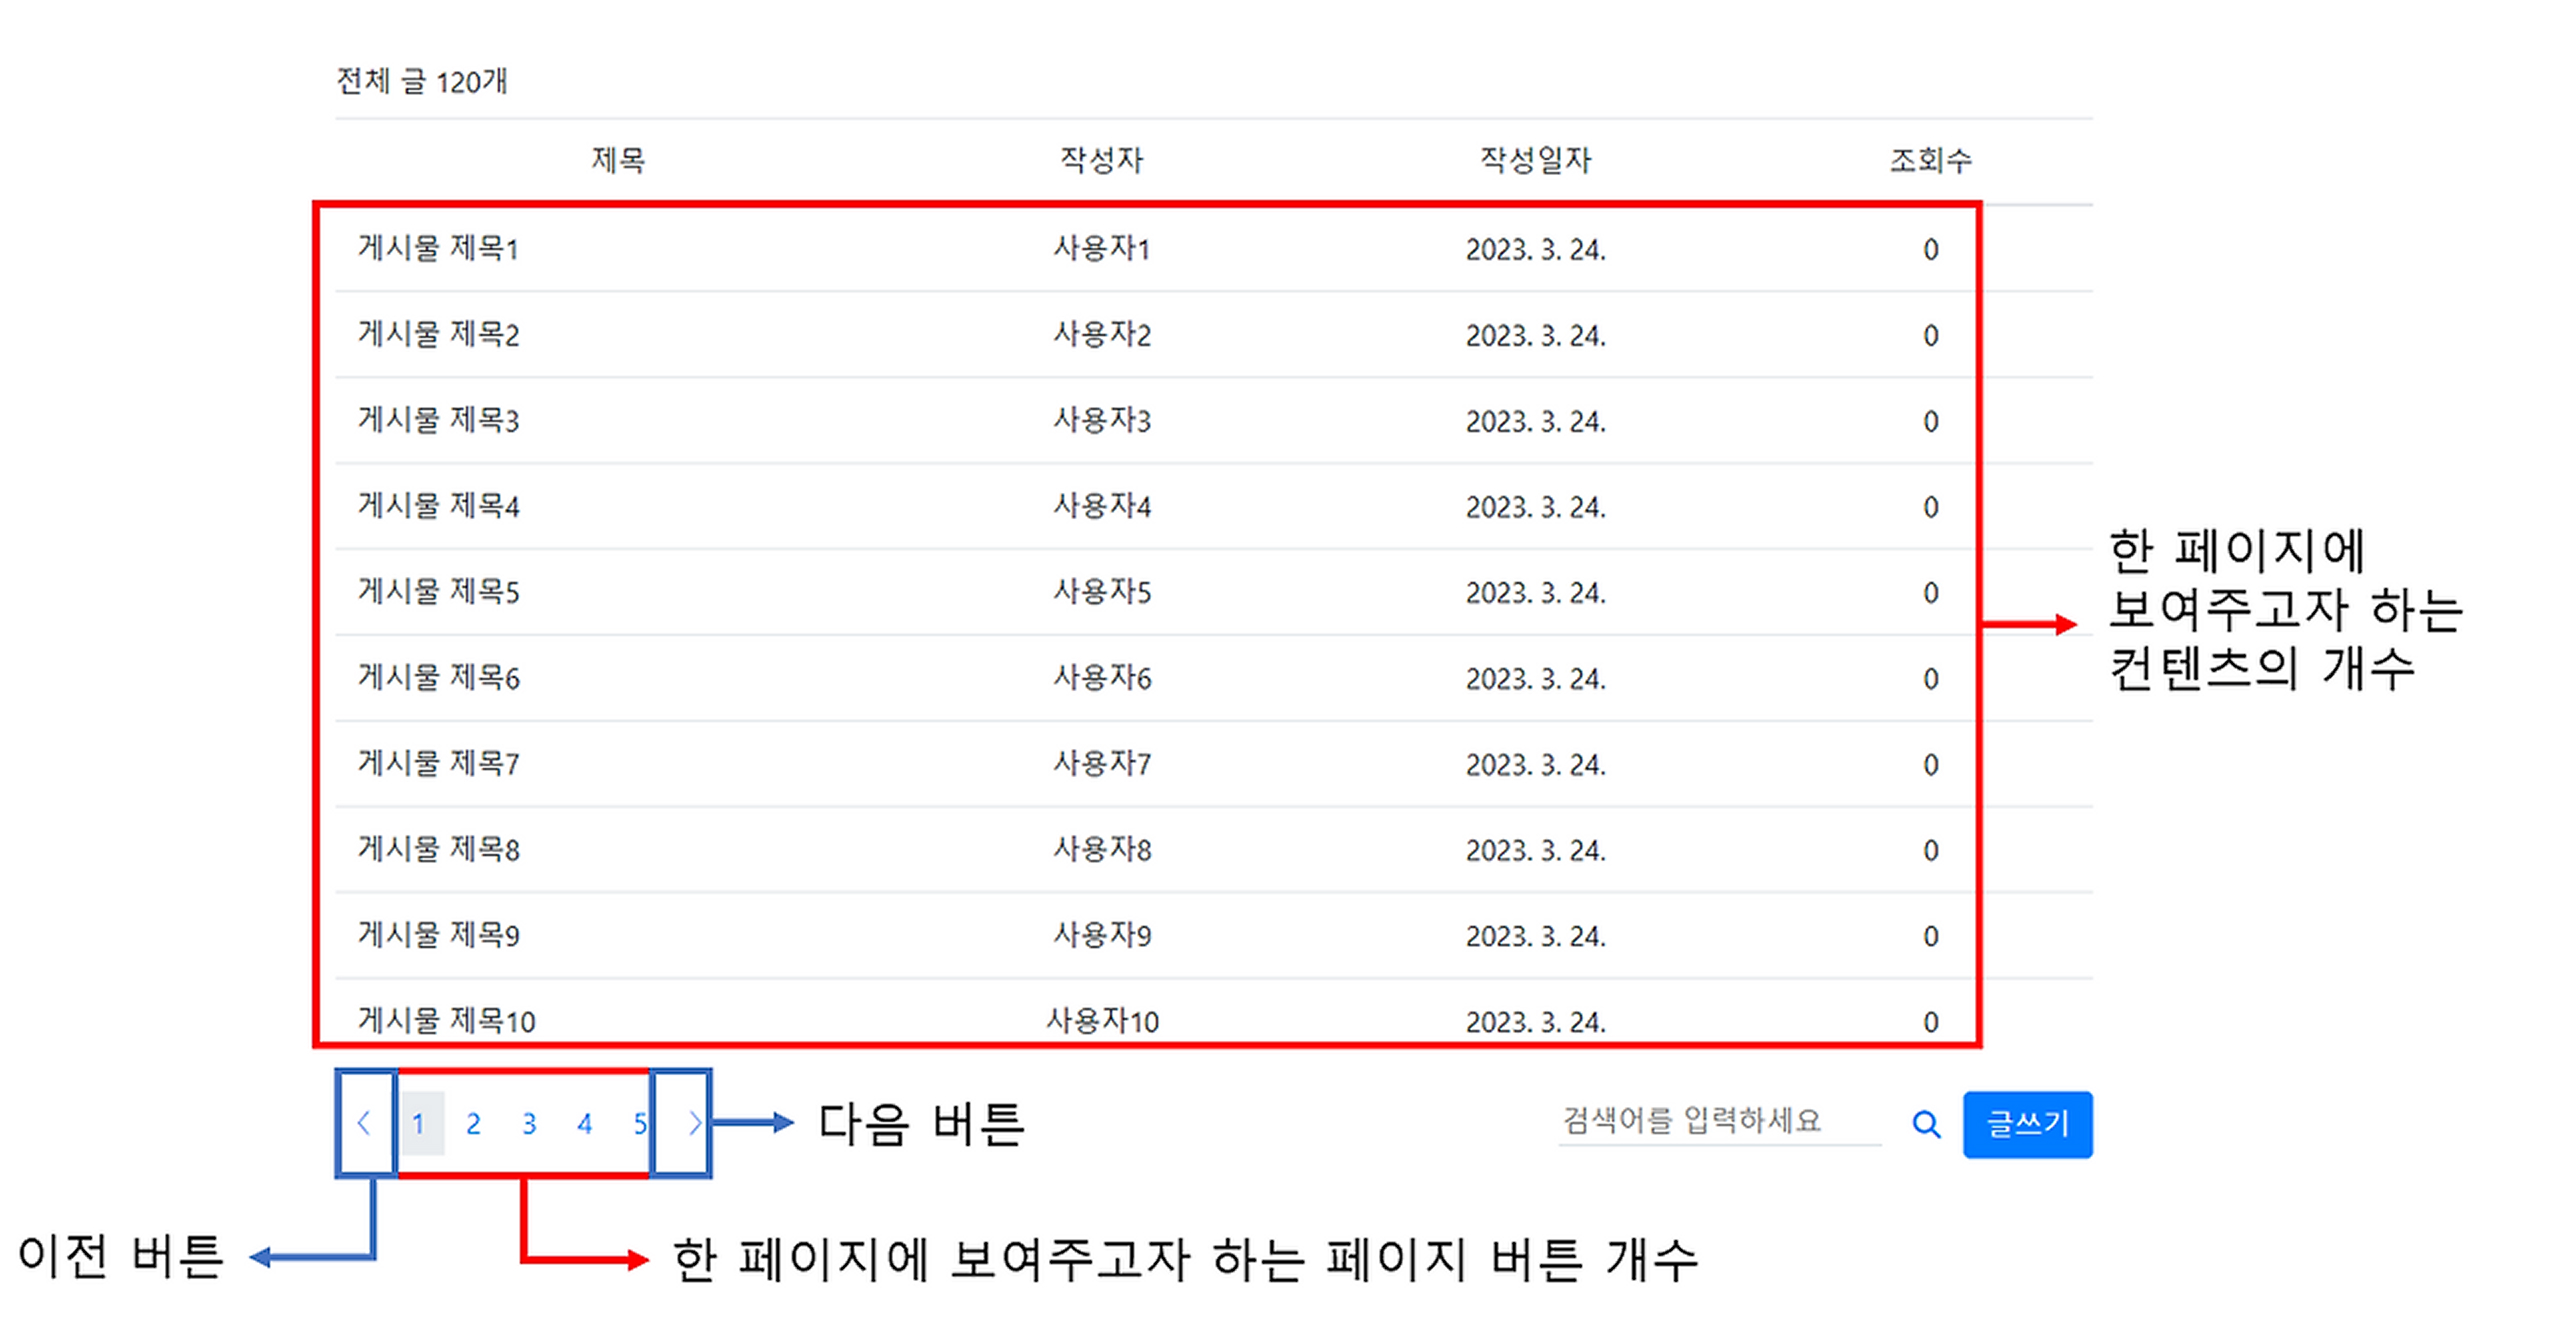 전체 글 120개
제목 작성자 작성일자 조회수
게시물 제목1 사용자1 2023. 3. 24. 0
게시물 제목2 사용자2 2023. 3. 24. 0
게시물 제목3 사용자3 2023. 3. 24. 0
게시물 제목4 사용자4 2023. 3. 24. 0
게시물 제목5 사용자5 2023. 3. 24. 0
게시물 제목6 사용자6 2023. 3. 24. 0
게시물 제목7 사용자7 2023. 3. 24. 0
게시물 제목8 사용자8 2023. 3. 24. 0
게시물 제목9 사용자9 2023. 3. 24. 0
게시물 제목10 사용자10 2023. 3. 24. 0
한 페이지에
보여주고자 하는
컨텐츠의 개수
< 1 2 3 4 5 > 다음 버튼 검색어를 입력하세요 글쓰기
이전 버튼 한 페이지에 보여주고자 하는 페이지 버튼 개수